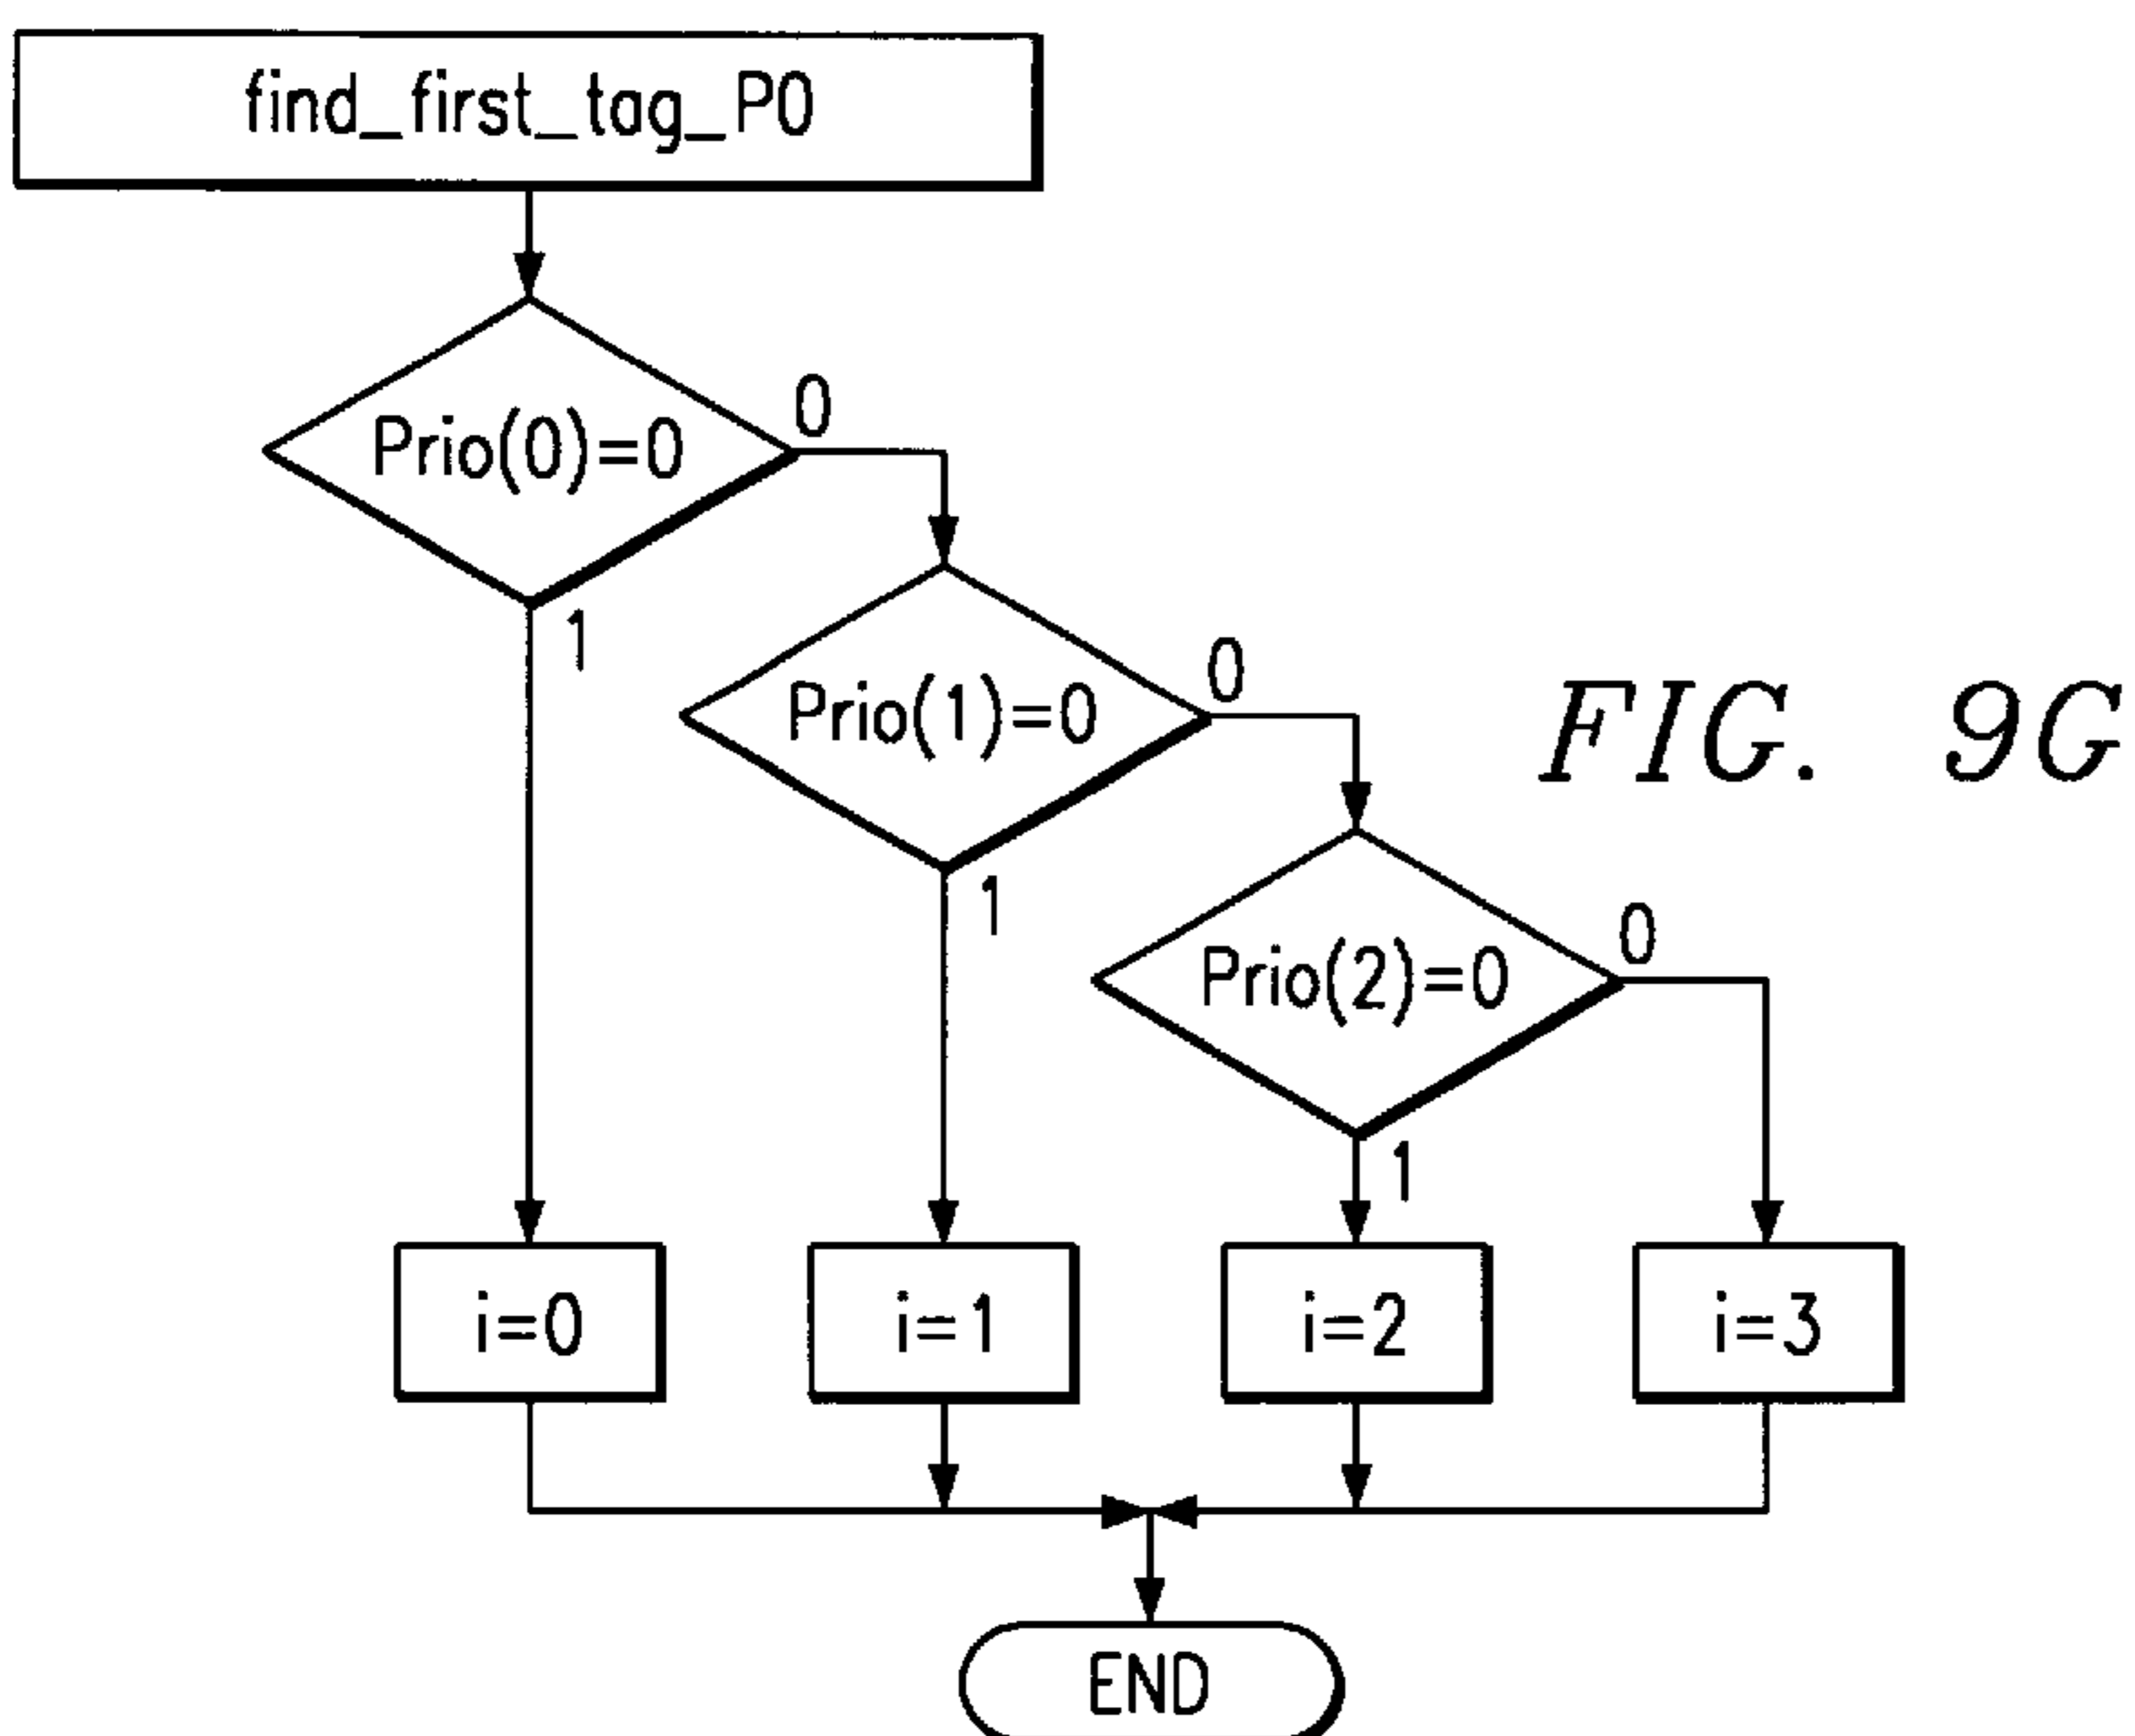 find_first_tag_P0
Prio(0)=0
0
1
Prio(1)=0
0
1
FIG. 9G
Prio(2)=0
0
1
i=0
i=1
i=2
i=3
END